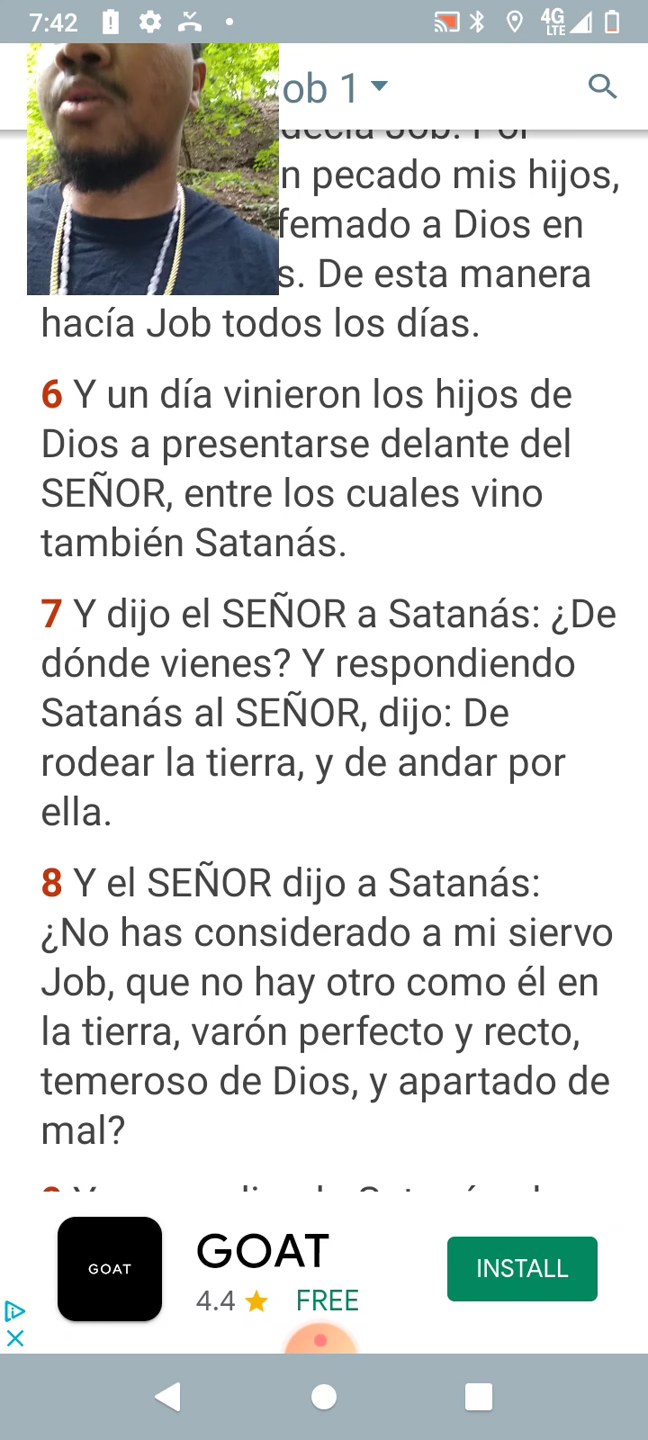 7:42
4G
LTE
ob 1
decía Job: Por
n pecado mis hijos,
femado a Dios en
s. De esta manera
hacía Job todos los días.
6 Y un día vinieron los hijos de
Dios a presentarse delante del
SEÑOR, entre los cuales vino
también Satanás.
7 Y dijo el SEÑOR a Satanás: ¿De
dónde vienes? Y respondiendo
Satanás al SEÑOR, dijo: De
rodear la tierra, y de andar por
ella.
8 Y el SEÑOR dijo a Satanás:
¿No has considerado a mi siervo
Job, que no hay otro como él en
la tierra, varón perfecto y recto,
temeroso de Dios, y apartado de
mal?
GOAT
GOAT
4.4 FREE
INSTALL